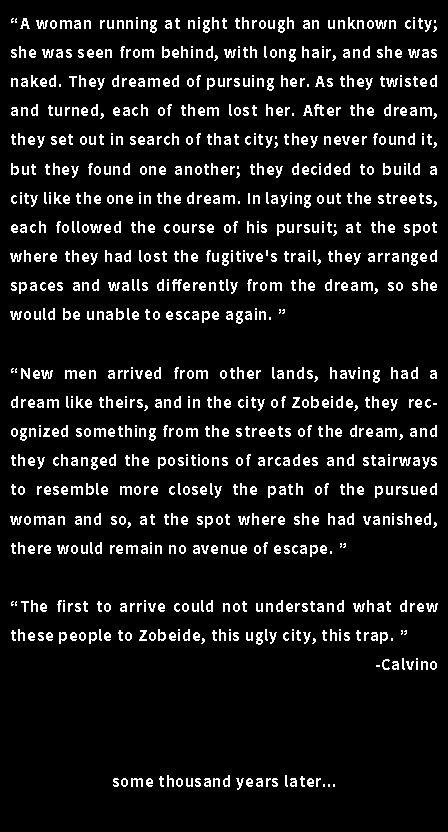 “A woman running at night through an unknown city;
she was seen from behind, with long hair, and she was
naked. They dreamed of pursuing her. As they twisted
and turned, each of them lost her. After the dream,
they set out in search of that city; they never found it,
but they found one another; they decided to build a
city like the one in the dream. In laying out the streets,
each followed the course of his pursuit; at the spot
where they had lost the fugitive's trail, they arranged
spaces and walls differently from the dream, so she
would be unable to escape again. ”
“New men arrived from other lands, having had a
dream like theirs, and in the city of Zobeide, they rec-
ognized something from the streets of the dream, and
they changed the positions of arcades and stairways
to resemble more closely the path of the pursued
woman and so, at the spot where she had vanished,
there would remain no avenue of escape. ”
“The first to arrive could not understand what drew
these people to Zobeide, this ugly city, this trap. ”
-Calvino
some thousand years later...